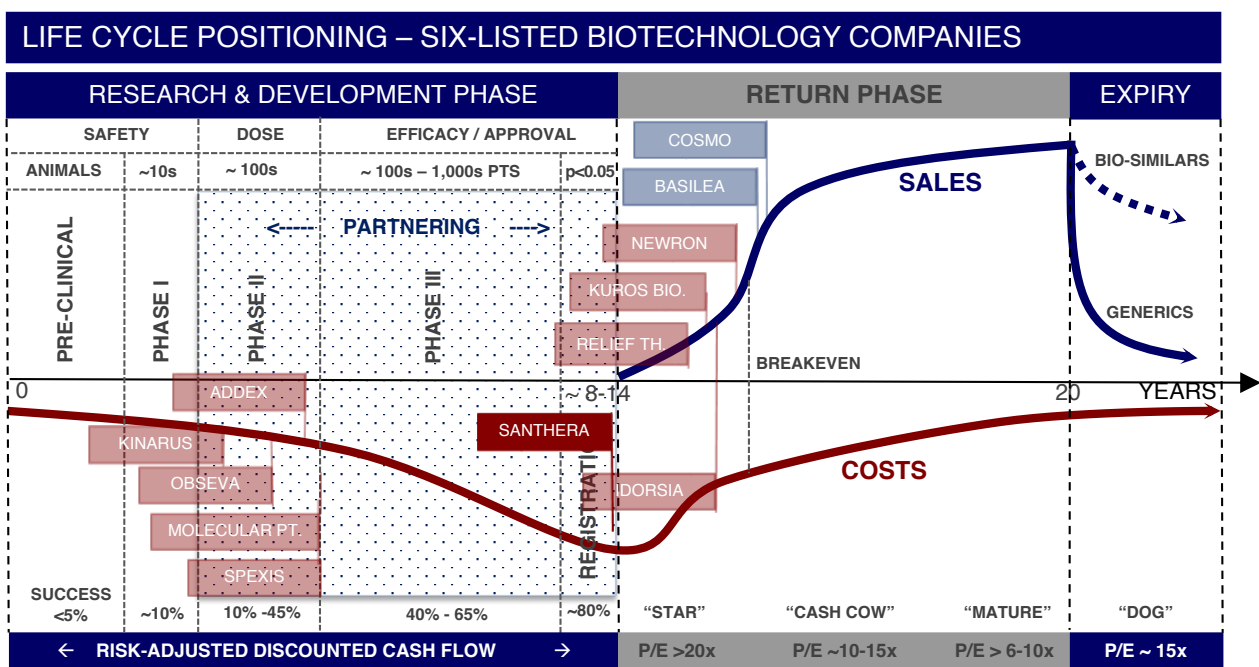 LIFE CYCLE POSITIONING – SIX-LISTED BIOTECHNOLOGY COMPANIES
RESEARCH & DEVELOPMENT PHASE
RETURN PHASE
EXPIRY
SAFETY
DOSE
EFFICACY / APPROVAL
ANIMALS
~10s
~ 100s
~ 100s – 1,000s PTS
p<0.05
COSMO
BASILEA
SALES
BIO-SIMILARS
<----- PARTNERING ---->
NEWRON
KUROS BIO.
RELIEF TH.
PRE-CLINICAL
PHASE I
PHASE II
PHASE III
GENERICS
BREAKEVEN
0
~ 8-14
20
YEARS
ADDEX
KINARUS
OBSEVA
MOLECULAR PT.
SPEXIS
SANTHERA
IDORSIA
REGISTRATIO
COSTS
SUCCESS
<5%
~10%
10% -45%
40% - 65%
~80%
“STAR”
“CASH COW”
“MATURE”
“DOG”
← RISK-ADJUSTED DISCOUNTED CASH FLOW →
P/E >20x
P/E ~10-15x
P/E > 6-10x
P/E ~ 15x